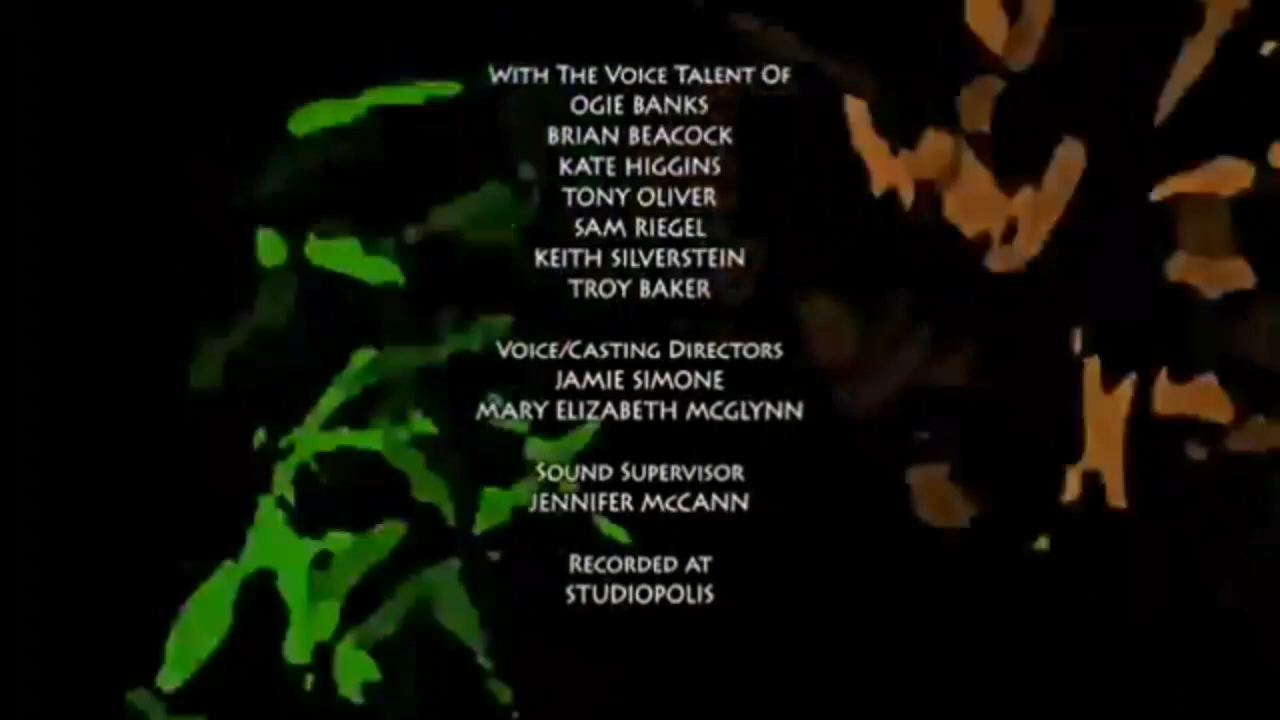 With The Voice Talent Of
OGIE BANKS
BRIAN BEACOCK
KATE HIGGINS
TONY OLIVER
SAM RIEGEL
KEITH SILVERSTEIN
TROY BAKER
Voice/Casting Directors
JAMIE SIMONE
MARY ELIZABETH McGLYNN
Sound Supervisor
JENNIFER McCANN
Recorded at
STUDIOPOLIS